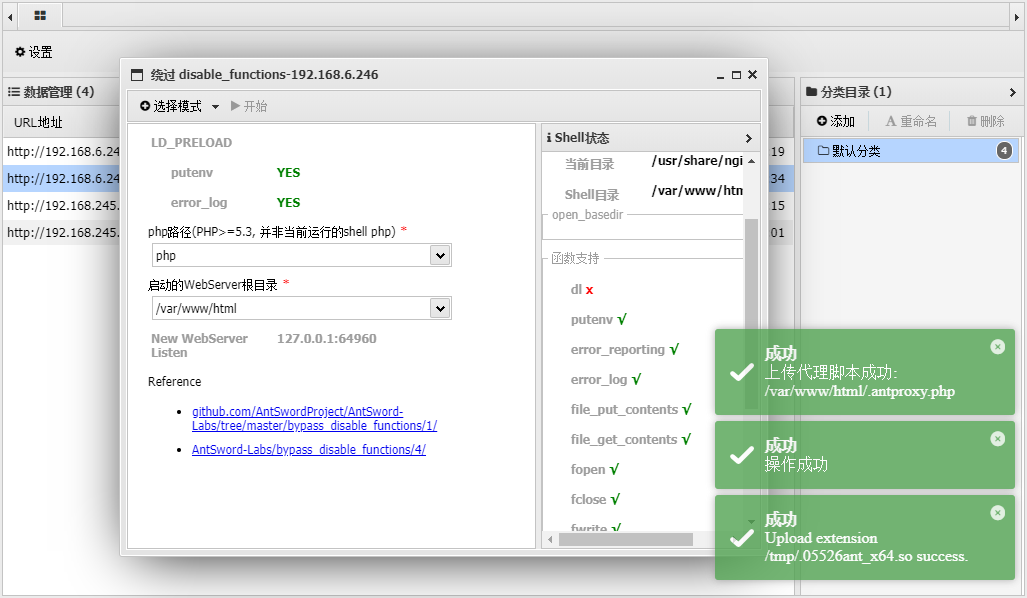 设置
数据管理 (4)
URL地址
http://192.168.6.24
19
http://192.168.6.24
34
http://192.168.245.
15
http://192.168.245.
01
绕过 disable_functions-192.168.6.246
选择模式
开始
LD_PRELOAD
putenv YES
error_log YES
php路径(PHP>=5.3, 并非当前运行的shell php) *
php
启动的WebServer根目录 *
/var/www/html
New WebServer Listen 127.0.0.1:64960
Reference
github.com/AntSwordProject/AntSword-
Labs/tree/master/bypass_disable_functions/1/
AntSword-Labs/bypass_disable_functions/4/
Shell状态
当前目录 /usr/share/ngi
Shell目录 /var/www/htm
open_basedir
函数支持
dl x
putenv √
error_reporting √
error_log √
file_put_contents √
file_get_contents √
fopen √
fclose √
fwrite √
分类目录 (1)
添加 重命名 删除
默认分类 4
成功
上传代理脚本成功:
/var/www/html/.antproxy.php
成功
操作成功
成功
Upload extension
/tmp/.05526ant_x64.so success.